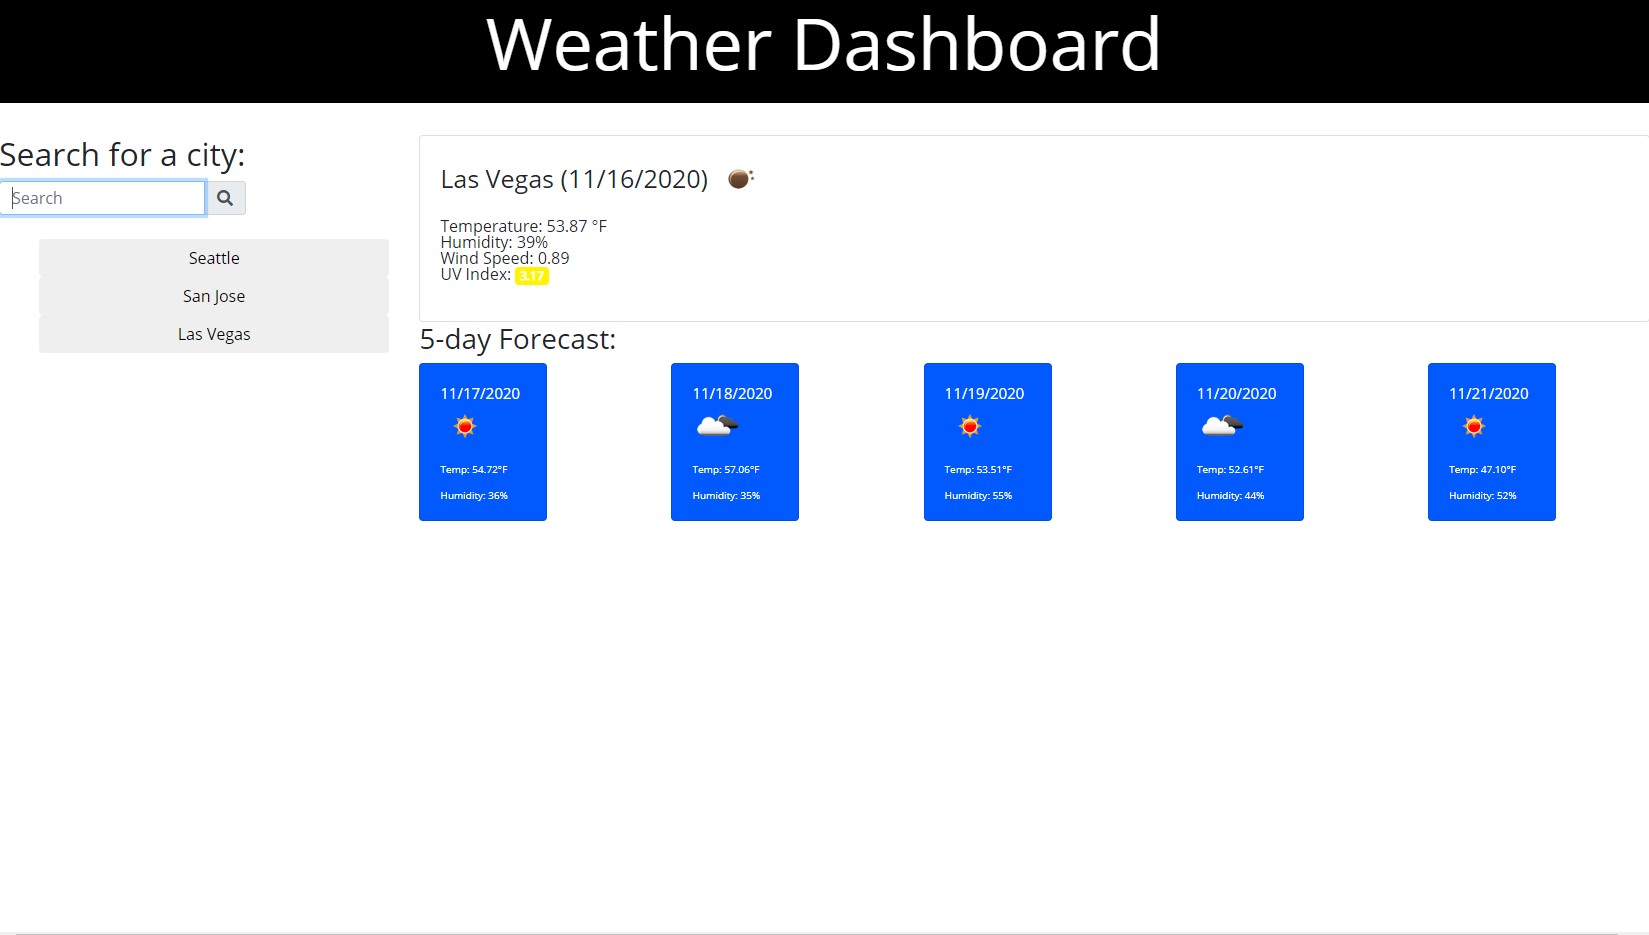 Weather Dashboard
Search for a city:
Search
Seattle
San Jose
Las Vegas
Las Vegas (11/16/2020)
Temperature: 53.87 °F
Humidity: 39%
Wind Speed: 0.89
UV Index: 3.17
5-day Forecast:
11/17/2020
Temp: 54.72°F
Humidity: 36%
11/18/2020
Temp: 57.06°F
Humidity: 35%
11/19/2020
Temp: 53.51°F
Humidity: 55%
11/20/2020
Temp: 52.61°F
Humidity: 44%
11/21/2020
Temp: 47.10°F
Humidity: 52%